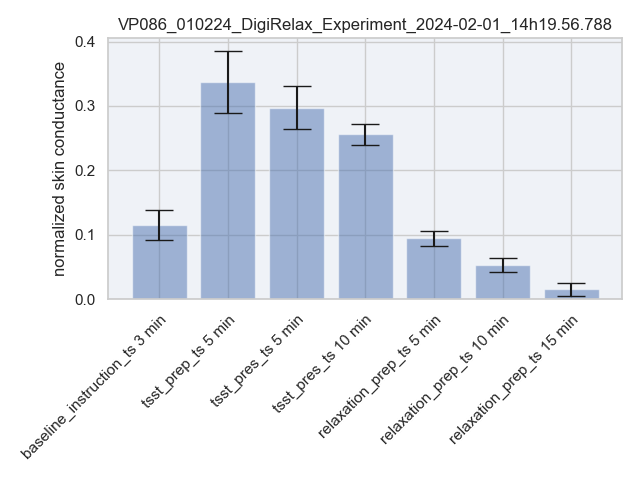 VP086_010224_DigiRelax_Experiment_2024-02-01_14h19.56.788
normalized skin conductance
0.4
0.3
0.2
0.1
0.0
baseline_instruction_ts 3 min
tsst_prep_ts 5 min
tsst_pres_ts 5 min
tsst_pres_ts 10 min
relaxation_prep_ts 5 min
relaxation_prep_ts 10 min
relaxation_prep_ts 15 min